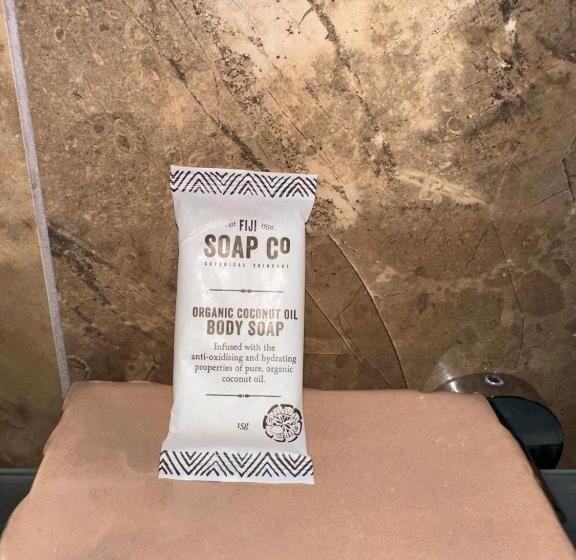 est FIJI 1996
SOAP CO
BOTANICAL SKINCARE
ORGANIC COCONUT OIL
BODY SOAP
Infused with the
anti-oxidising and hydrating
properties of pure, organic
coconut oil.
15g